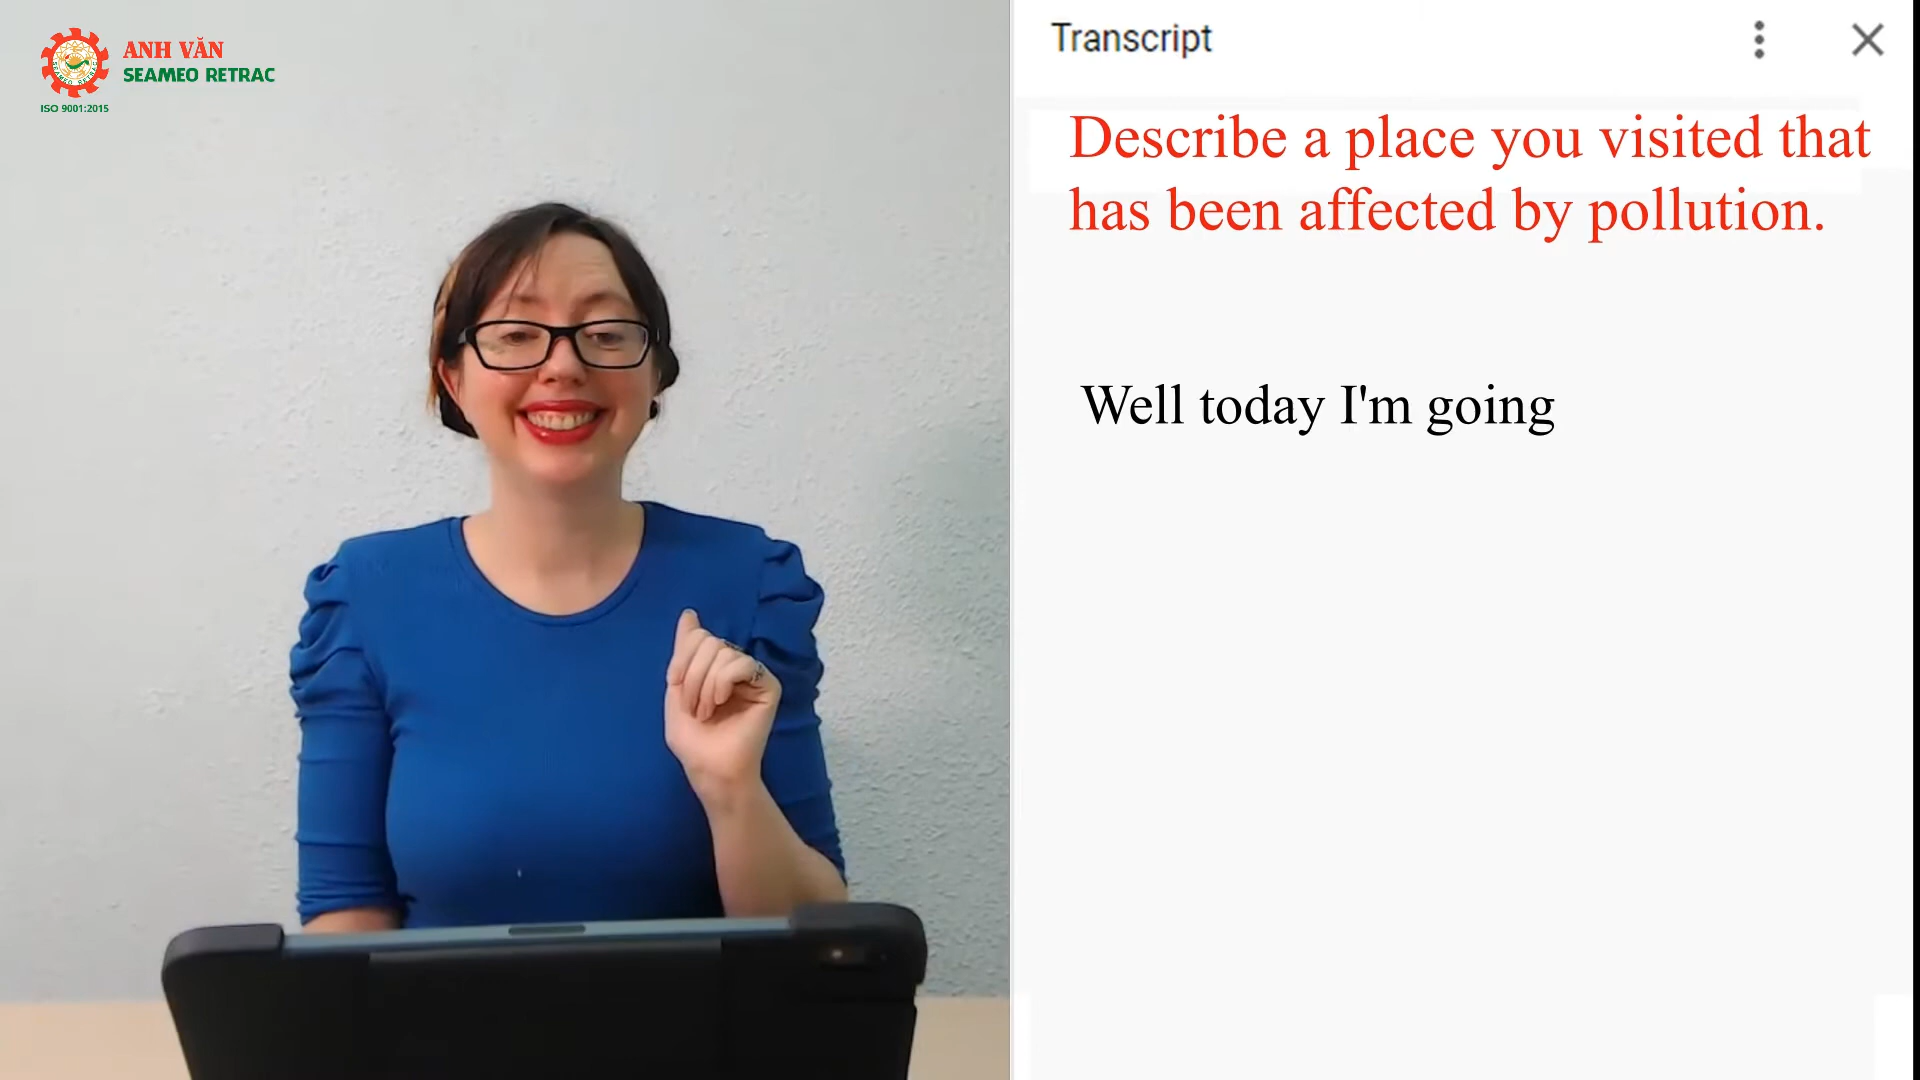 ANH VĂN
SEAMEO RETRAC
ISO 9001:2015
Transcript
Describe a place you visited that
has been affected by pollution.
Well today I'm going